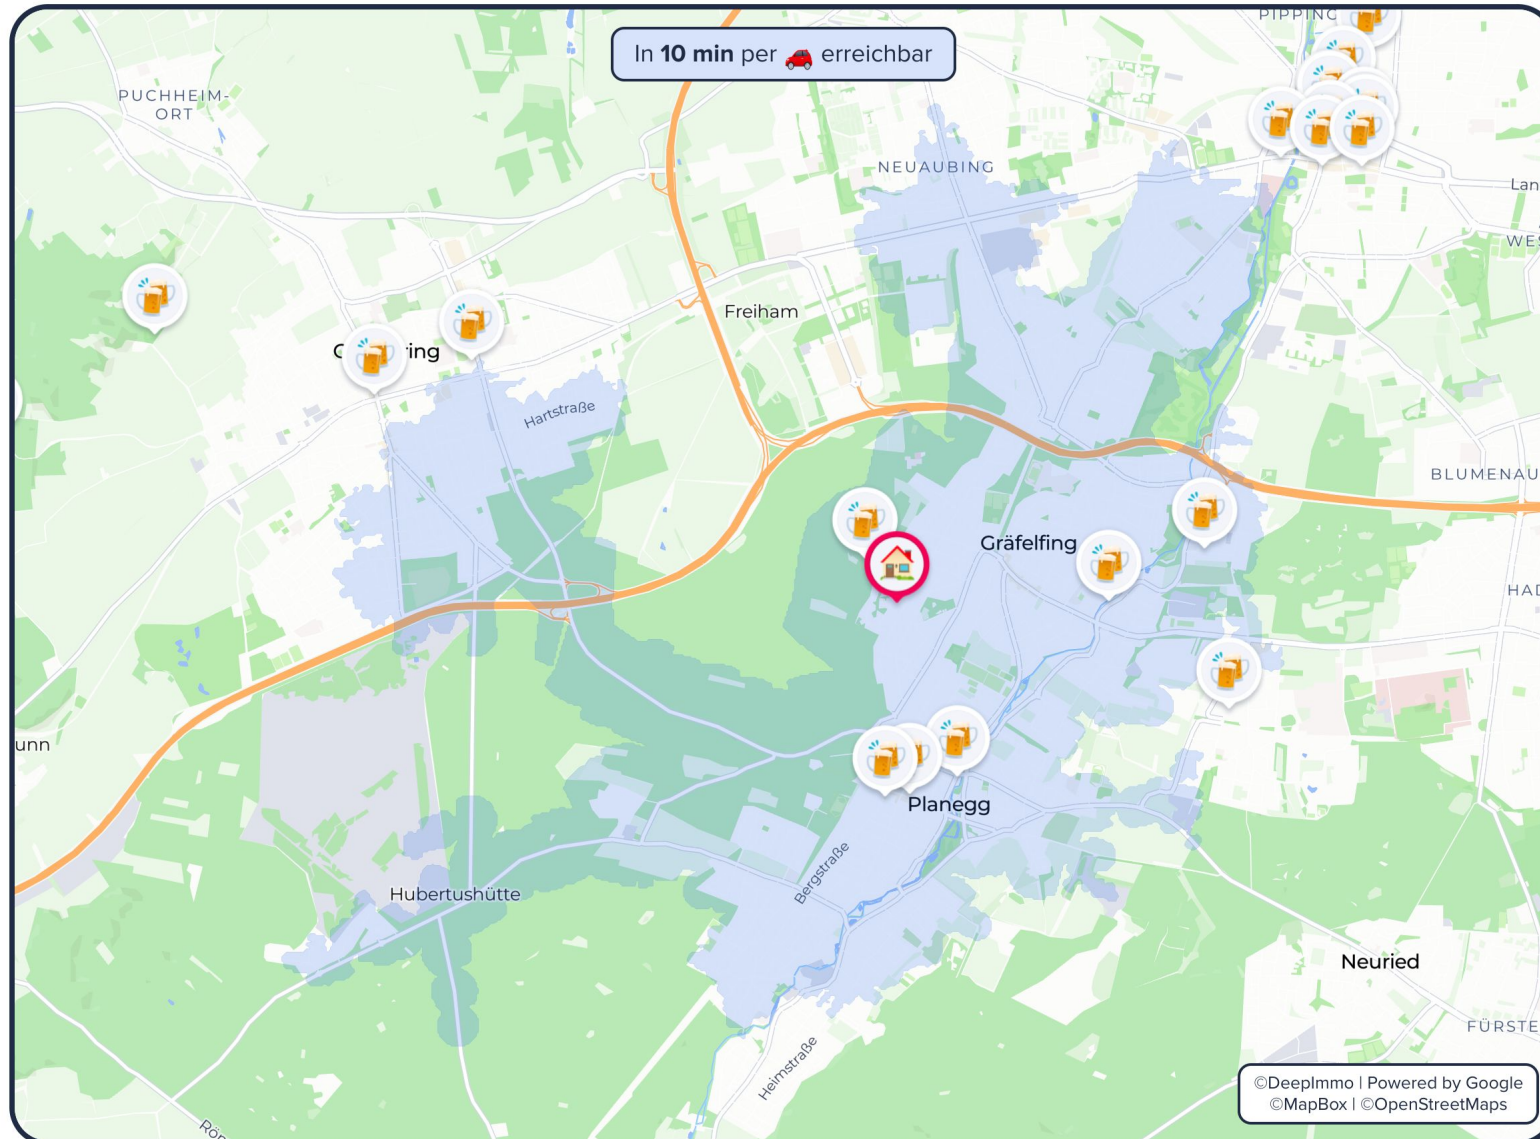 PIPPING
In 10 min per erreichbar
PUCHHEIM-
ORT
NEUAUBING
Lan
WES
Freiham
ring
Hartstraße
BLUMENAU
Gräfelfing
HAD
unn
Planegg
Bergstraße
Hubertushütte
Neuried
FÜRSTE
Heimstraße
©DeepImmo | Powered by Google
©MapBox | ©OpenStreetMaps